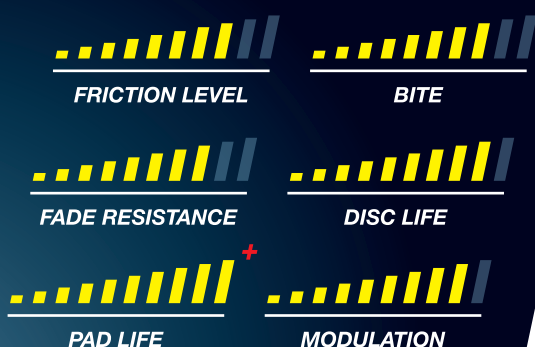 FRICTION LEVEL
BITE
FADE RESISTANCE
DISC LIFE
+
PAD LIFE
MODULATION